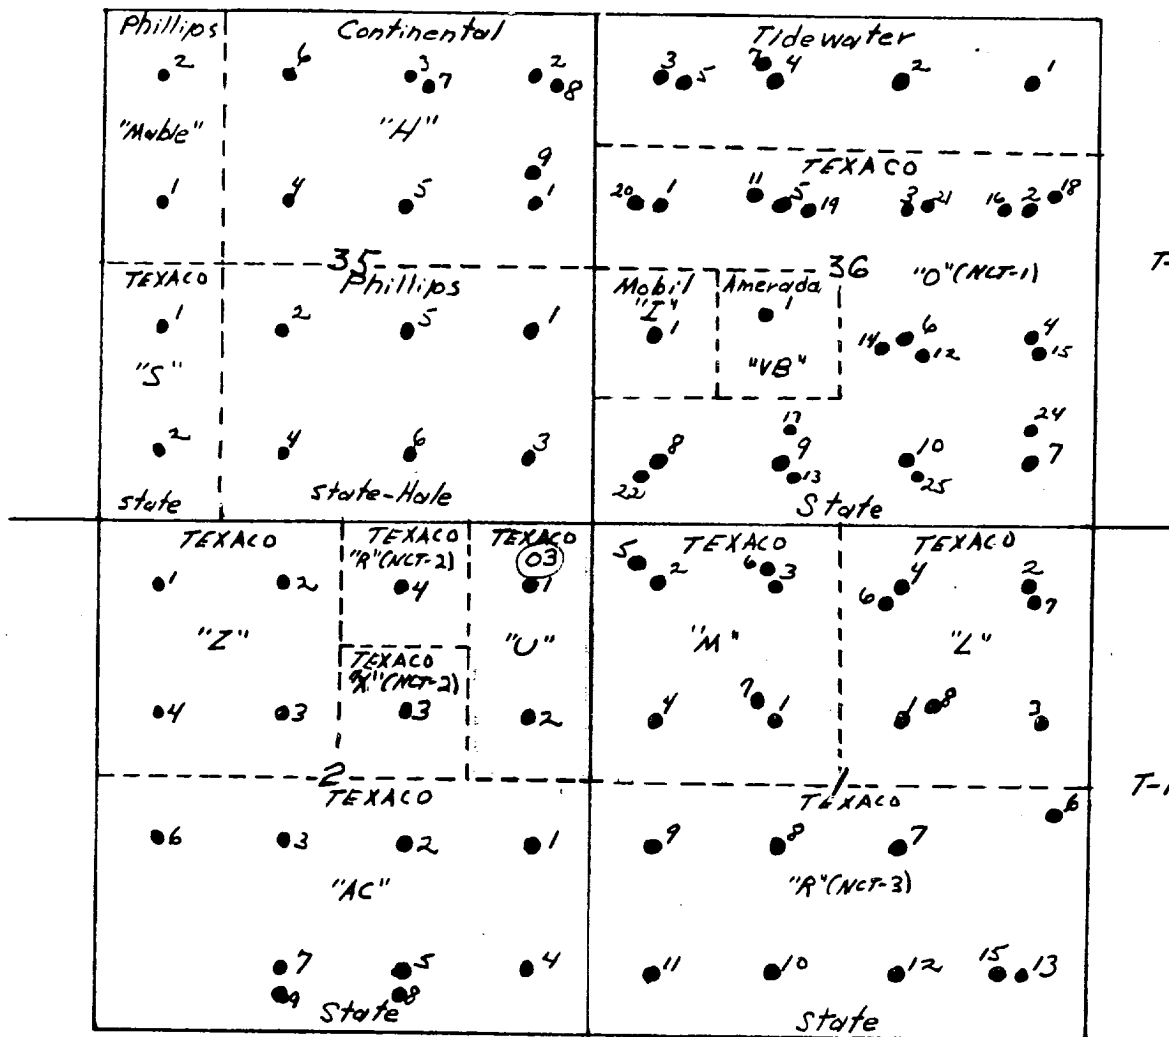 Phillips Continental Tidewater
2 6 3 7 2 8 3 5 7 4 2 1
"Mable" "H"
9
TEXACO
1 4 5 1 20 1 11 5 19 3 21 16 2 18
35 36
TEXACO Phillips Mobil Amerada "O"(NCT-1)
T-
"I"
1 2 5 1 1 1 14 6 12 4 15
"S" "VB"
17 24
2 4 6 3 8 9 10 7
22 13 25
State State-Hale State
TEXACO TEXACO TEXACO TEXACO TEXACO
"R"(NCT-2) 03
1 2 4 1 5 2 6 3 6 4 2 7
"Z" "U" "M" "L"
TEXACO
"X"(NCT-2)
4 3 3 2 4 7 1 1 8 3
2 1
TEXACO TEXACO
T-1
6 3 2 1 9 8 7 6
"AC" "R"(NCT-3)
7 5 4 11 10 12 15 13
9 8
State State